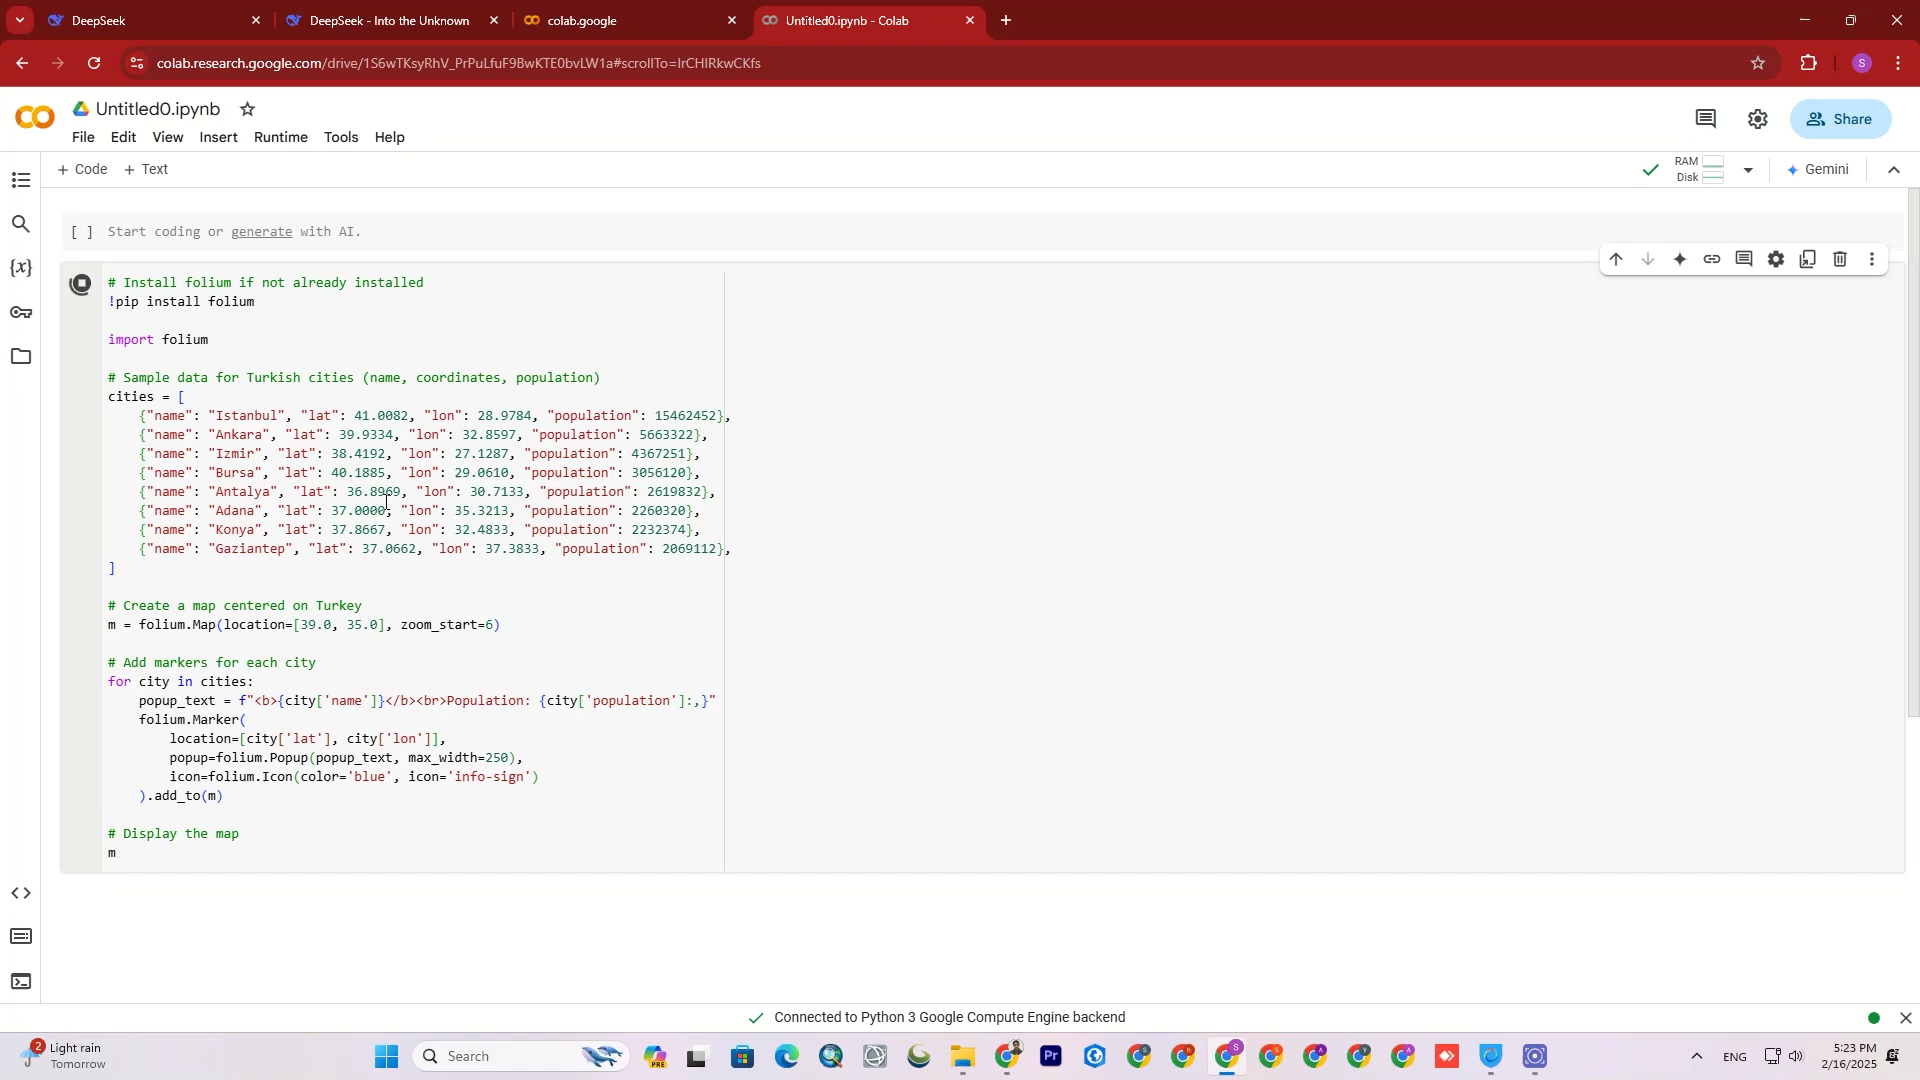 DeepSeek
DeepSeek - Into the Unknown
colab.google
Untitled0.ipynb - Colab
colab.research.google.com/drive/1S6wTKsyRhV_PrPuLfuF9BwKTE0bvLW1a#scrollTo=IrCHIRkwCKfs
S
CO
Untitled0.ipynb
File Edit View Insert Runtime Tools Help
Share
+ Code + Text
RAM
Disk
Gemini
[ ] Start coding or generate with AI.
{x}
# Install folium if not already installed
!pip install folium
import folium
# Sample data for Turkish cities (name, coordinates, population)
cities = [
{"name": "Istanbul", "lat": 41.0082, "lon": 28.9784, "population": 15462452},
{"name": "Ankara", "lat": 39.9334, "lon": 32.8597, "population": 5663322},
{"name": "Izmir", "lat": 38.4192, "lon": 27.1287, "population": 4367251},
{"name": "Bursa", "lat": 40.1885, "lon": 29.0610, "population": 3056120},
{"name": "Antalya", "lat": 36.8969, "lon": 30.7133, "population": 2619832},
{"name": "Adana", "lat": 37.0000, "lon": 35.3213, "population": 2260320},
{"name": "Konya", "lat": 37.8667, "lon": 32.4833, "population": 2232374},
{"name": "Gaziantep", "lat": 37.0662, "lon": 37.3833, "population": 2069112},
]
# Create a map centered on Turkey
m = folium.Map(location=[39.0, 35.0], zoom_start=6)
# Add markers for each city
for city in cities:
popup_text = f"<b>{city['name']}</b><br>Population: {city['population']:,}"
folium.Marker(
location=[city['lat'], city['lon']],
popup=folium.Popup(popup_text, max_width=250),
icon=folium.Icon(color='blue', icon='info-sign')
).add_to(m)
# Display the map
m
Connected to Python 3 Google Compute Engine backend
2
Light rain
Tomorrow
Search
PRE
Pr
ENG
5:23 PM
2/16/2025